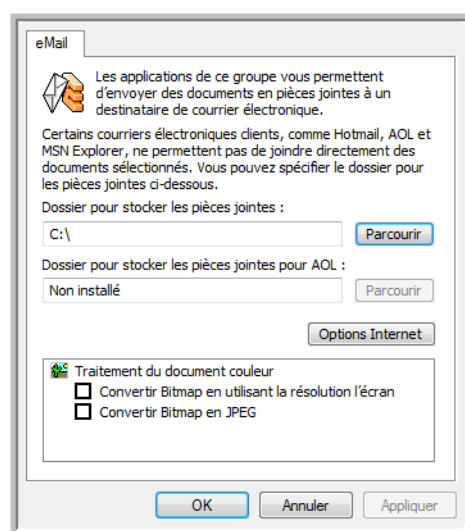 eMail
Les applications de ce groupe vous permettent
d'envoyer des documents en pièces jointes à un
destinataire de courrier électronique.
Certains courriers électroniques clients, comme Hotmail, AOL et
MSN Explorer, ne permettent pas de joindre directement des
documents sélectionnés. Vous pouvez spécifier le dossier pour
les pièces jointes ci-dessous.
Dossier pour stocker les pièces jointes :
C:\
Parcourir
Dossier pour stocker les pièces jointes pour AOL :
Non installé
Parcourir
Options Internet
Traitement du document couleur
Convertir Bitmap en utilisant la résolution l'écran
Convertir Bitmap en JPEG
OK
Annuler
Appliquer